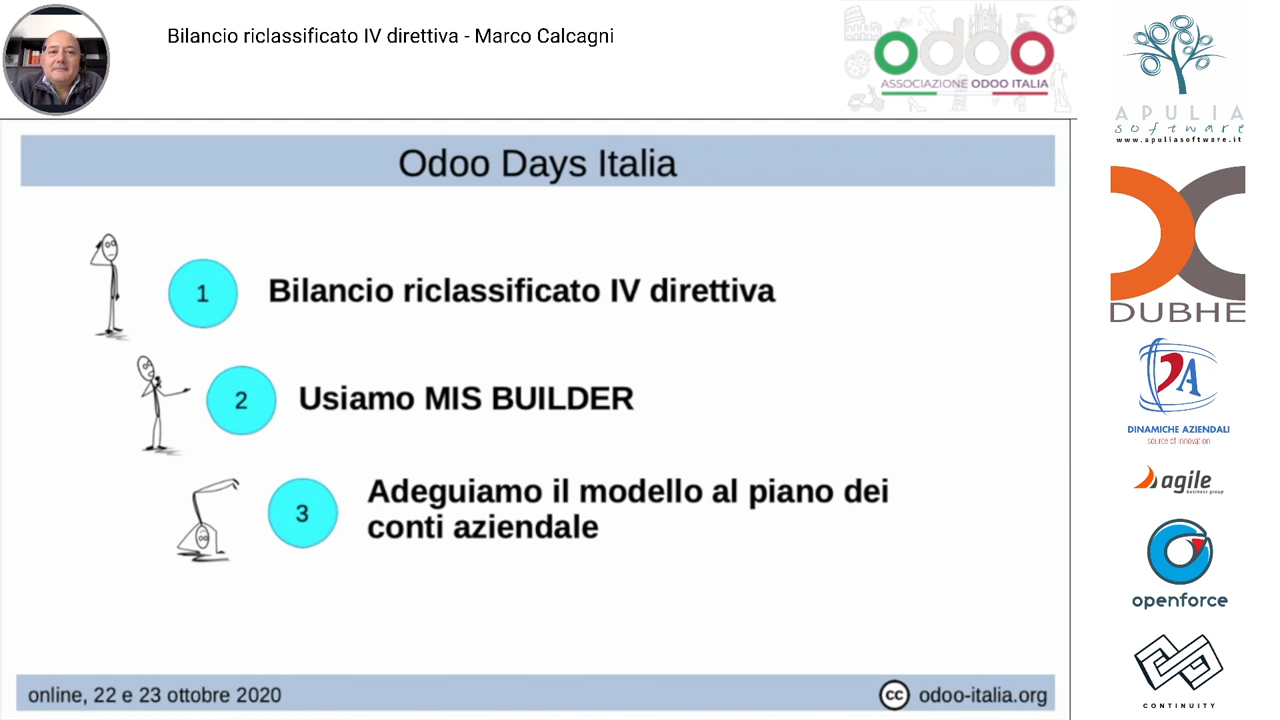 Bilancio riclassificato IV direttiva - Marco Calcagni
odoo
ASSOCIAZIONE ODOO ITALIA
Odoo Days Italia
1
Bilancio riclassificato IV direttiva
2
Usiamo MIS BUILDER
3
Adeguiamo il modello al piano dei
conti aziendale
online, 22 e 23 ottobre 2020
cc
odoo-italia.org
APULIA
software
www.apuliasoftware.it
DUBHE
DINAMICHE AZIENDALI
source of innovation
agile
business group
openforce
CONTINUITY